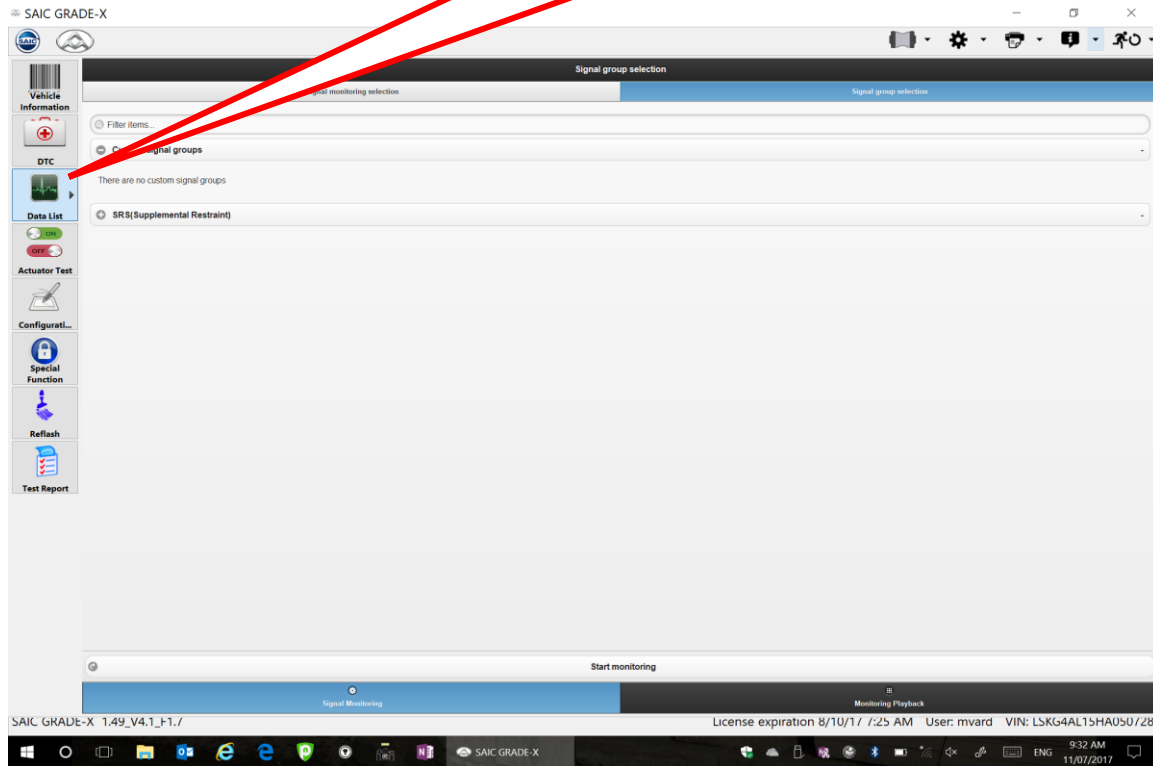 SAIC GRADE-X
SAIC
Signal group selection
Vehicle Information
monitoring selection
Signal group selection
Filter items...
signal groups
There are no custom signal groups
SRS(Supplemental Restraint)
DTC
Data List
ON
OFF
Actuator Test
Configurati...
Special Function
Reflash
Test Report
Start monitoring
Signal Monitoring
Monitoring Playback
SAIC GRADE-X 1.49_V4.1_F1.7
License expiration 8/10/17 7:25 AM User: mvard VIN: LSKG4AL15HA050728
SAIC GRADE-X
ENG
9:32 AM
11/07/2017